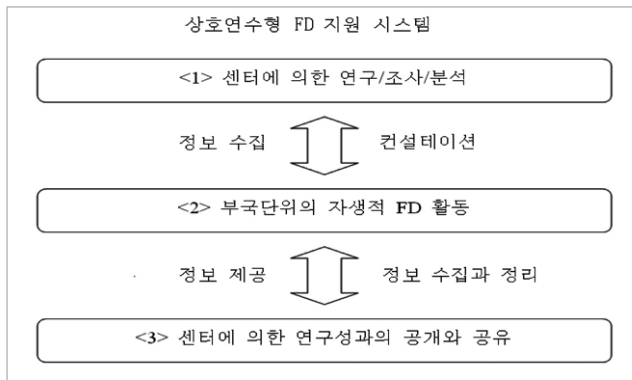 상호연수형 FD 지원 시스템
<1> 센터에 의한 연구/조사/분석
정보 수집 컨설테이션
<2> 부국단위의 자생적 FD 활동
정보 제공 정보 수집과 정리
<3> 센터에 의한 연구성과의 공개와 공유